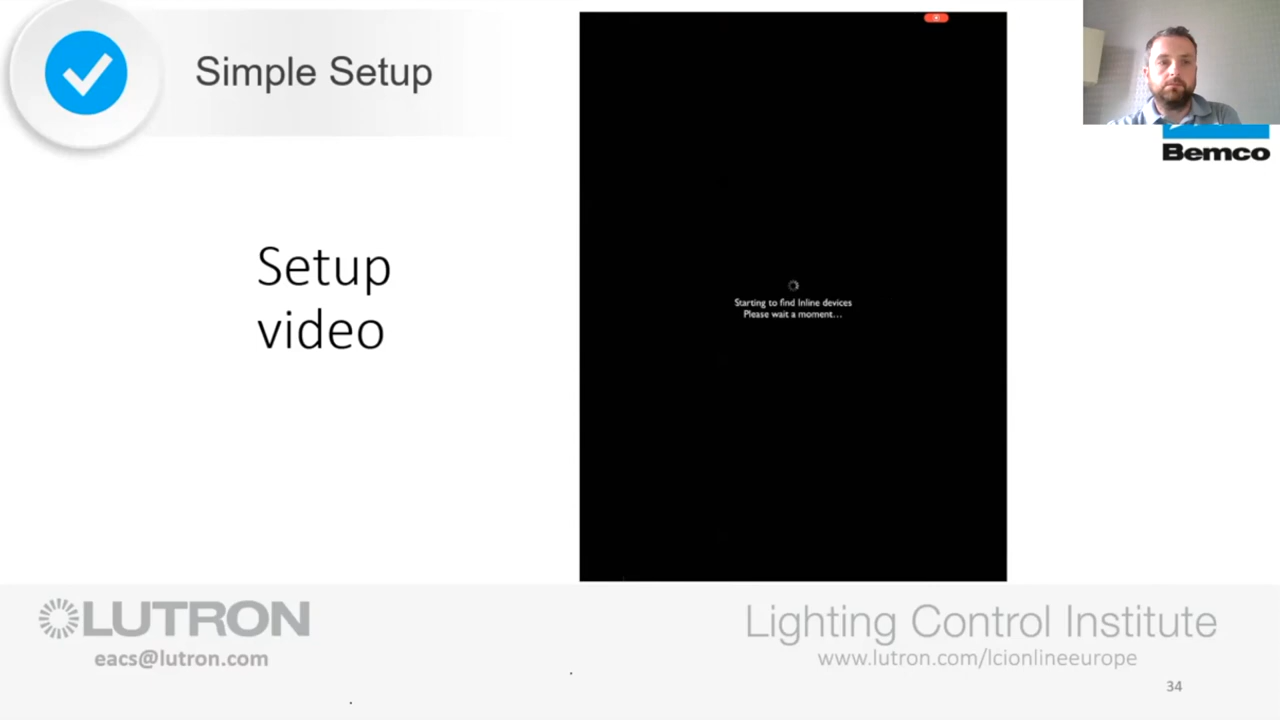 Simple Setup
Bemco
Setup
video
Starting to find Inline devices
Please wait a moment...
LUTRON
eacs@lutron.com
Lighting Control Institute
www.lutron.com/lcionlineeurope
34